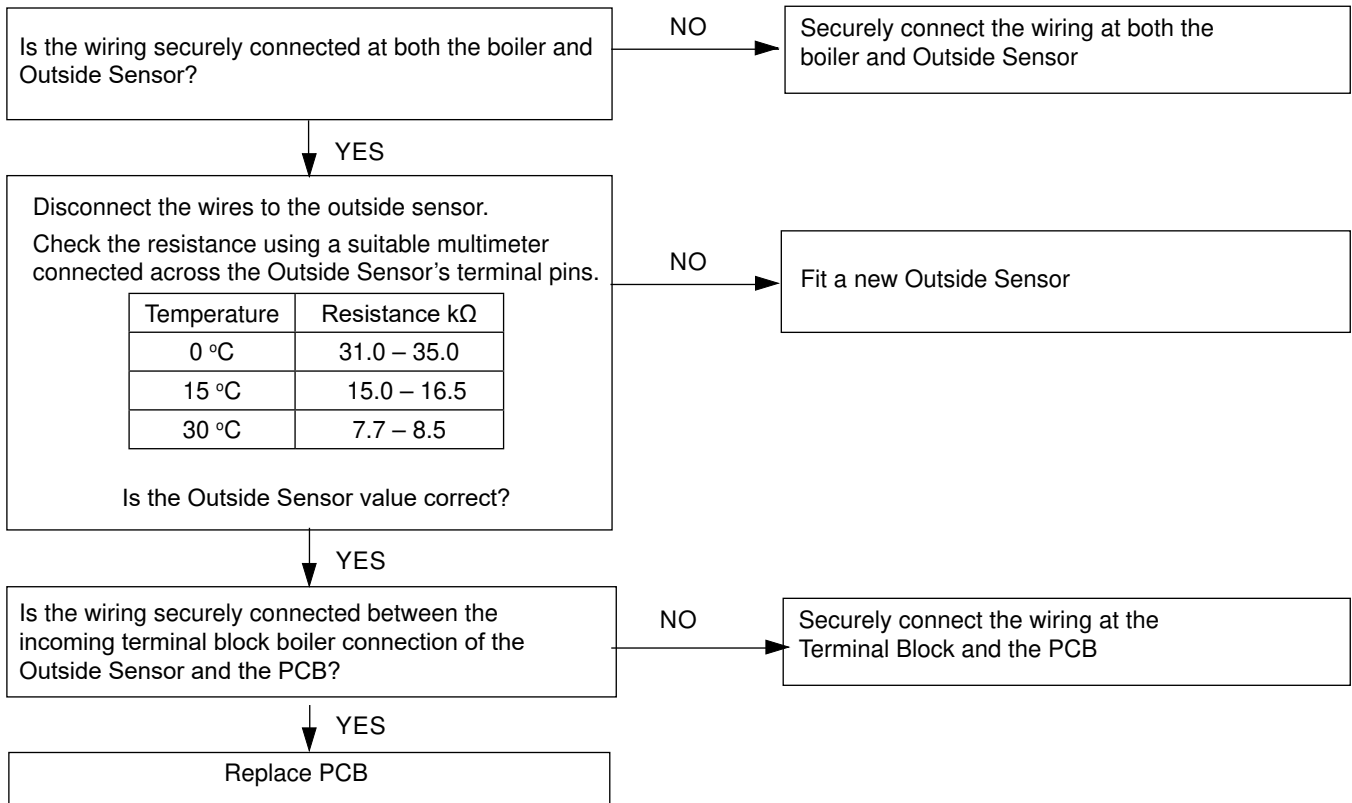 Is the wiring securely connected at both the boiler and
Outside Sensor?
NO
Securely connect the wiring at both the
boiler and Outside Sensor
YES
Disconnect the wires to the outside sensor.
Check the resistance using a suitable multimeter
connected across the Outside Sensor's terminal pins.
NO
Fit a new Outside Sensor
Temperature Resistance kΩ
0 °C 31.0 – 35.0
15 °C 15.0 – 16.5
30 °C 7.7 – 8.5
Is the Outside Sensor value correct?
YES
Is the wiring securely connected between the
incoming terminal block boiler connection of the
Outside Sensor and the PCB?
NO
Securely connect the wiring at the
Terminal Block and the PCB
YES
Replace PCB